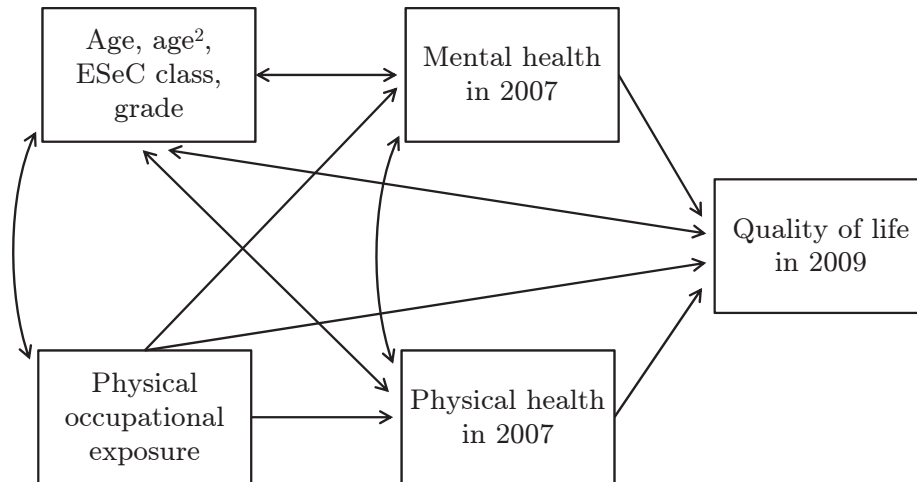 Age, age²,
ESeC class,
grade
Mental health
in 2007
Quality of life
in 2009
Physical
occupational
exposure
Physical health
in 2007